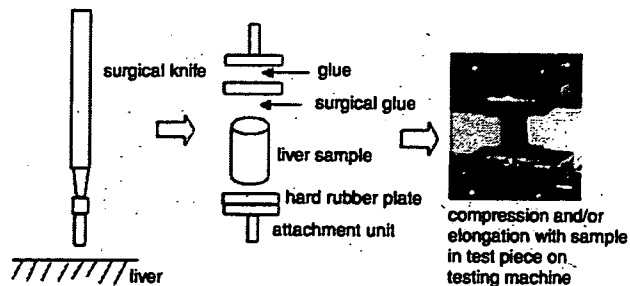 surgical knife
liver
glue
surgical glue
liver sample
hard rubber plate
attachment unit
compression and/or
elongation with sample
in test piece on
testing machine